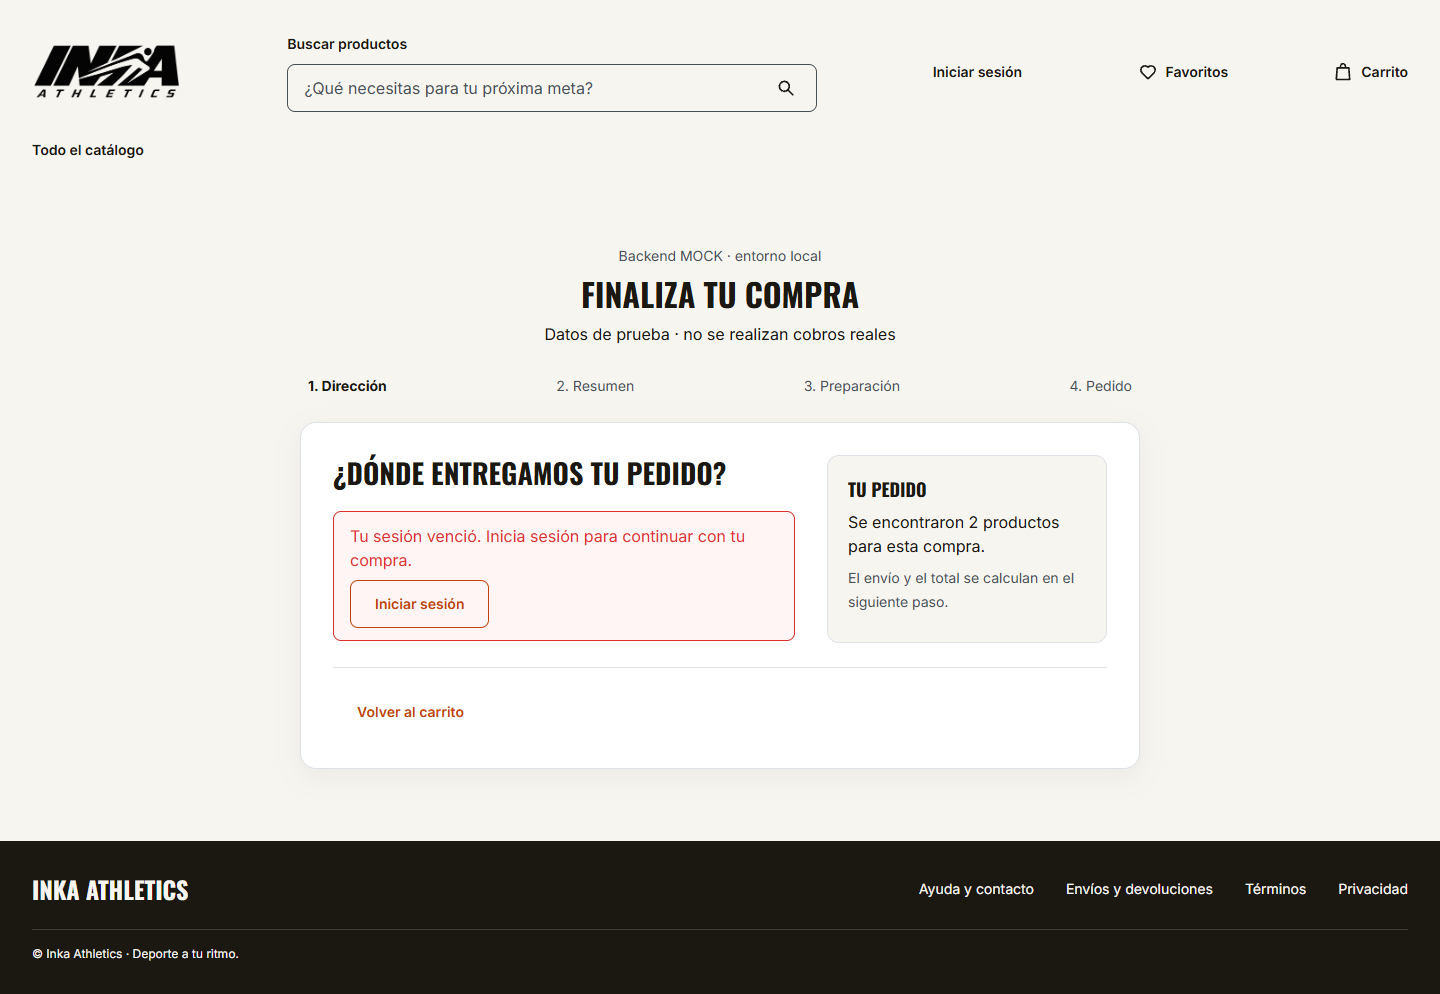 INKA
ATHLETICS
Buscar productos
¿Qué necesitas para tu próxima meta?
Iniciar sesión
Favoritos
Carrito
Todo el catálogo
Backend MOCK · entorno local
FINALIZA TU COMPRA
Datos de prueba · no se realizan cobros reales
1. Dirección
2. Resumen
3. Preparación
4. Pedido
¿DÓNDE ENTREGAMOS TU PEDIDO?
Tu sesión venció. Inicia sesión para continuar con tu
compra.
Iniciar sesión
TU PEDIDO
Se encontraron 2 productos
para esta compra.
El envío y el total se calculan en el
siguiente paso.
Volver al carrito
INKA ATHLETICS
Ayuda y contacto
Envíos y devoluciones
Términos
Privacidad
© Inka Athletics · Deporte a tu ritmo.